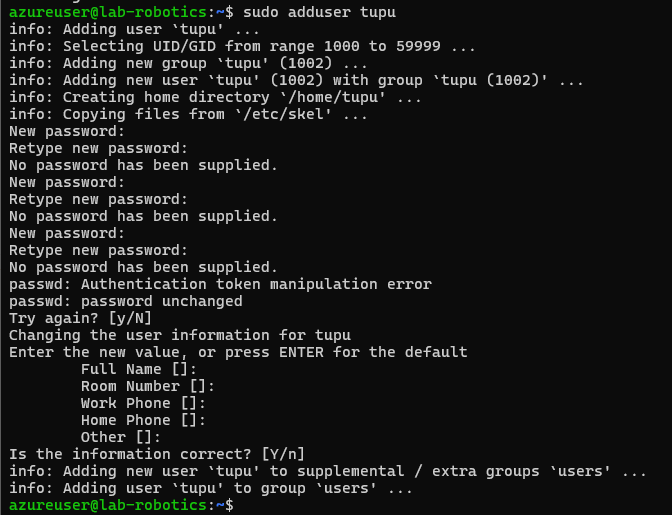 azureuser@lab-robotics:~$ sudo adduser tupu
info: Adding user `tupu' ...
info: Selecting UID/GID from range 1000 to 59999 ...
info: Adding new group `tupu' (1002) ...
info: Adding new user `tupu' (1002) with group `tupu (1002)' ...
info: Creating home directory `/home/tupu' ...
info: Copying files from `/etc/skel' ...
New password:
Retype new password:
No password has been supplied.
New password:
Retype new password:
No password has been supplied.
New password:
Retype new password:
No password has been supplied.
passwd: Authentication token manipulation error
passwd: password unchanged
Try again? [y/N]
Changing the user information for tupu
Enter the new value, or press ENTER for the default
        Full Name []:
        Room Number []:
        Work Phone []:
        Home Phone []:
        Other []:
Is the information correct? [Y/n]
info: Adding new user `tupu' to supplemental / extra groups `users' ...
info: Adding user `tupu' to group `users' ...
azureuser@lab-robotics:~$